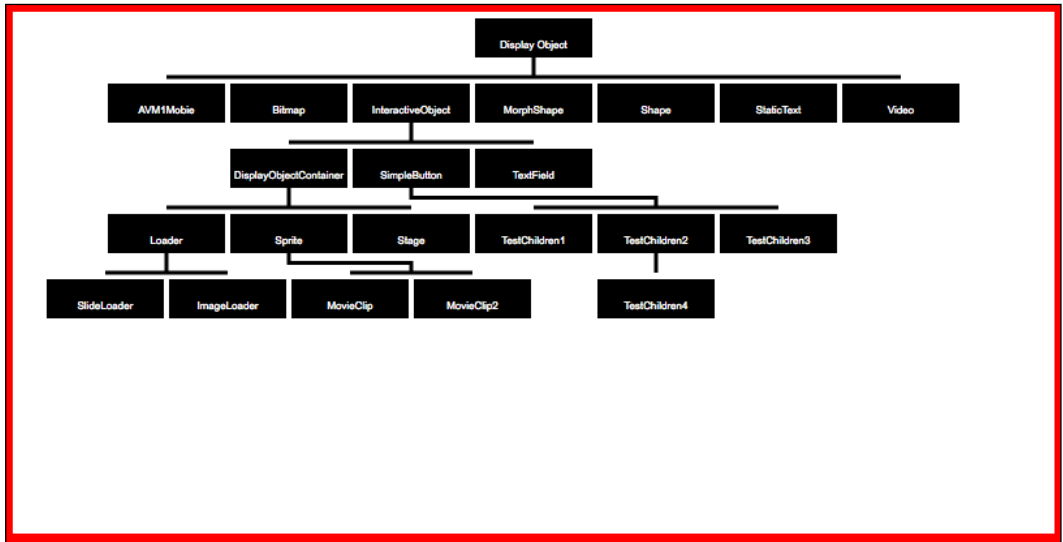 Display Object
AVM1Mobie
Bitmap
InteractiveObject
MorphShape
Shape
StaticText
Video
DisplayObjectContainer
SimpleButton
TextField
Loader
Sprite
Stage
TestChildren1
TestChildren2
TestChildren3
SlideLoader
ImageLoader
MovieClip
MovieClip2
TestChildren4